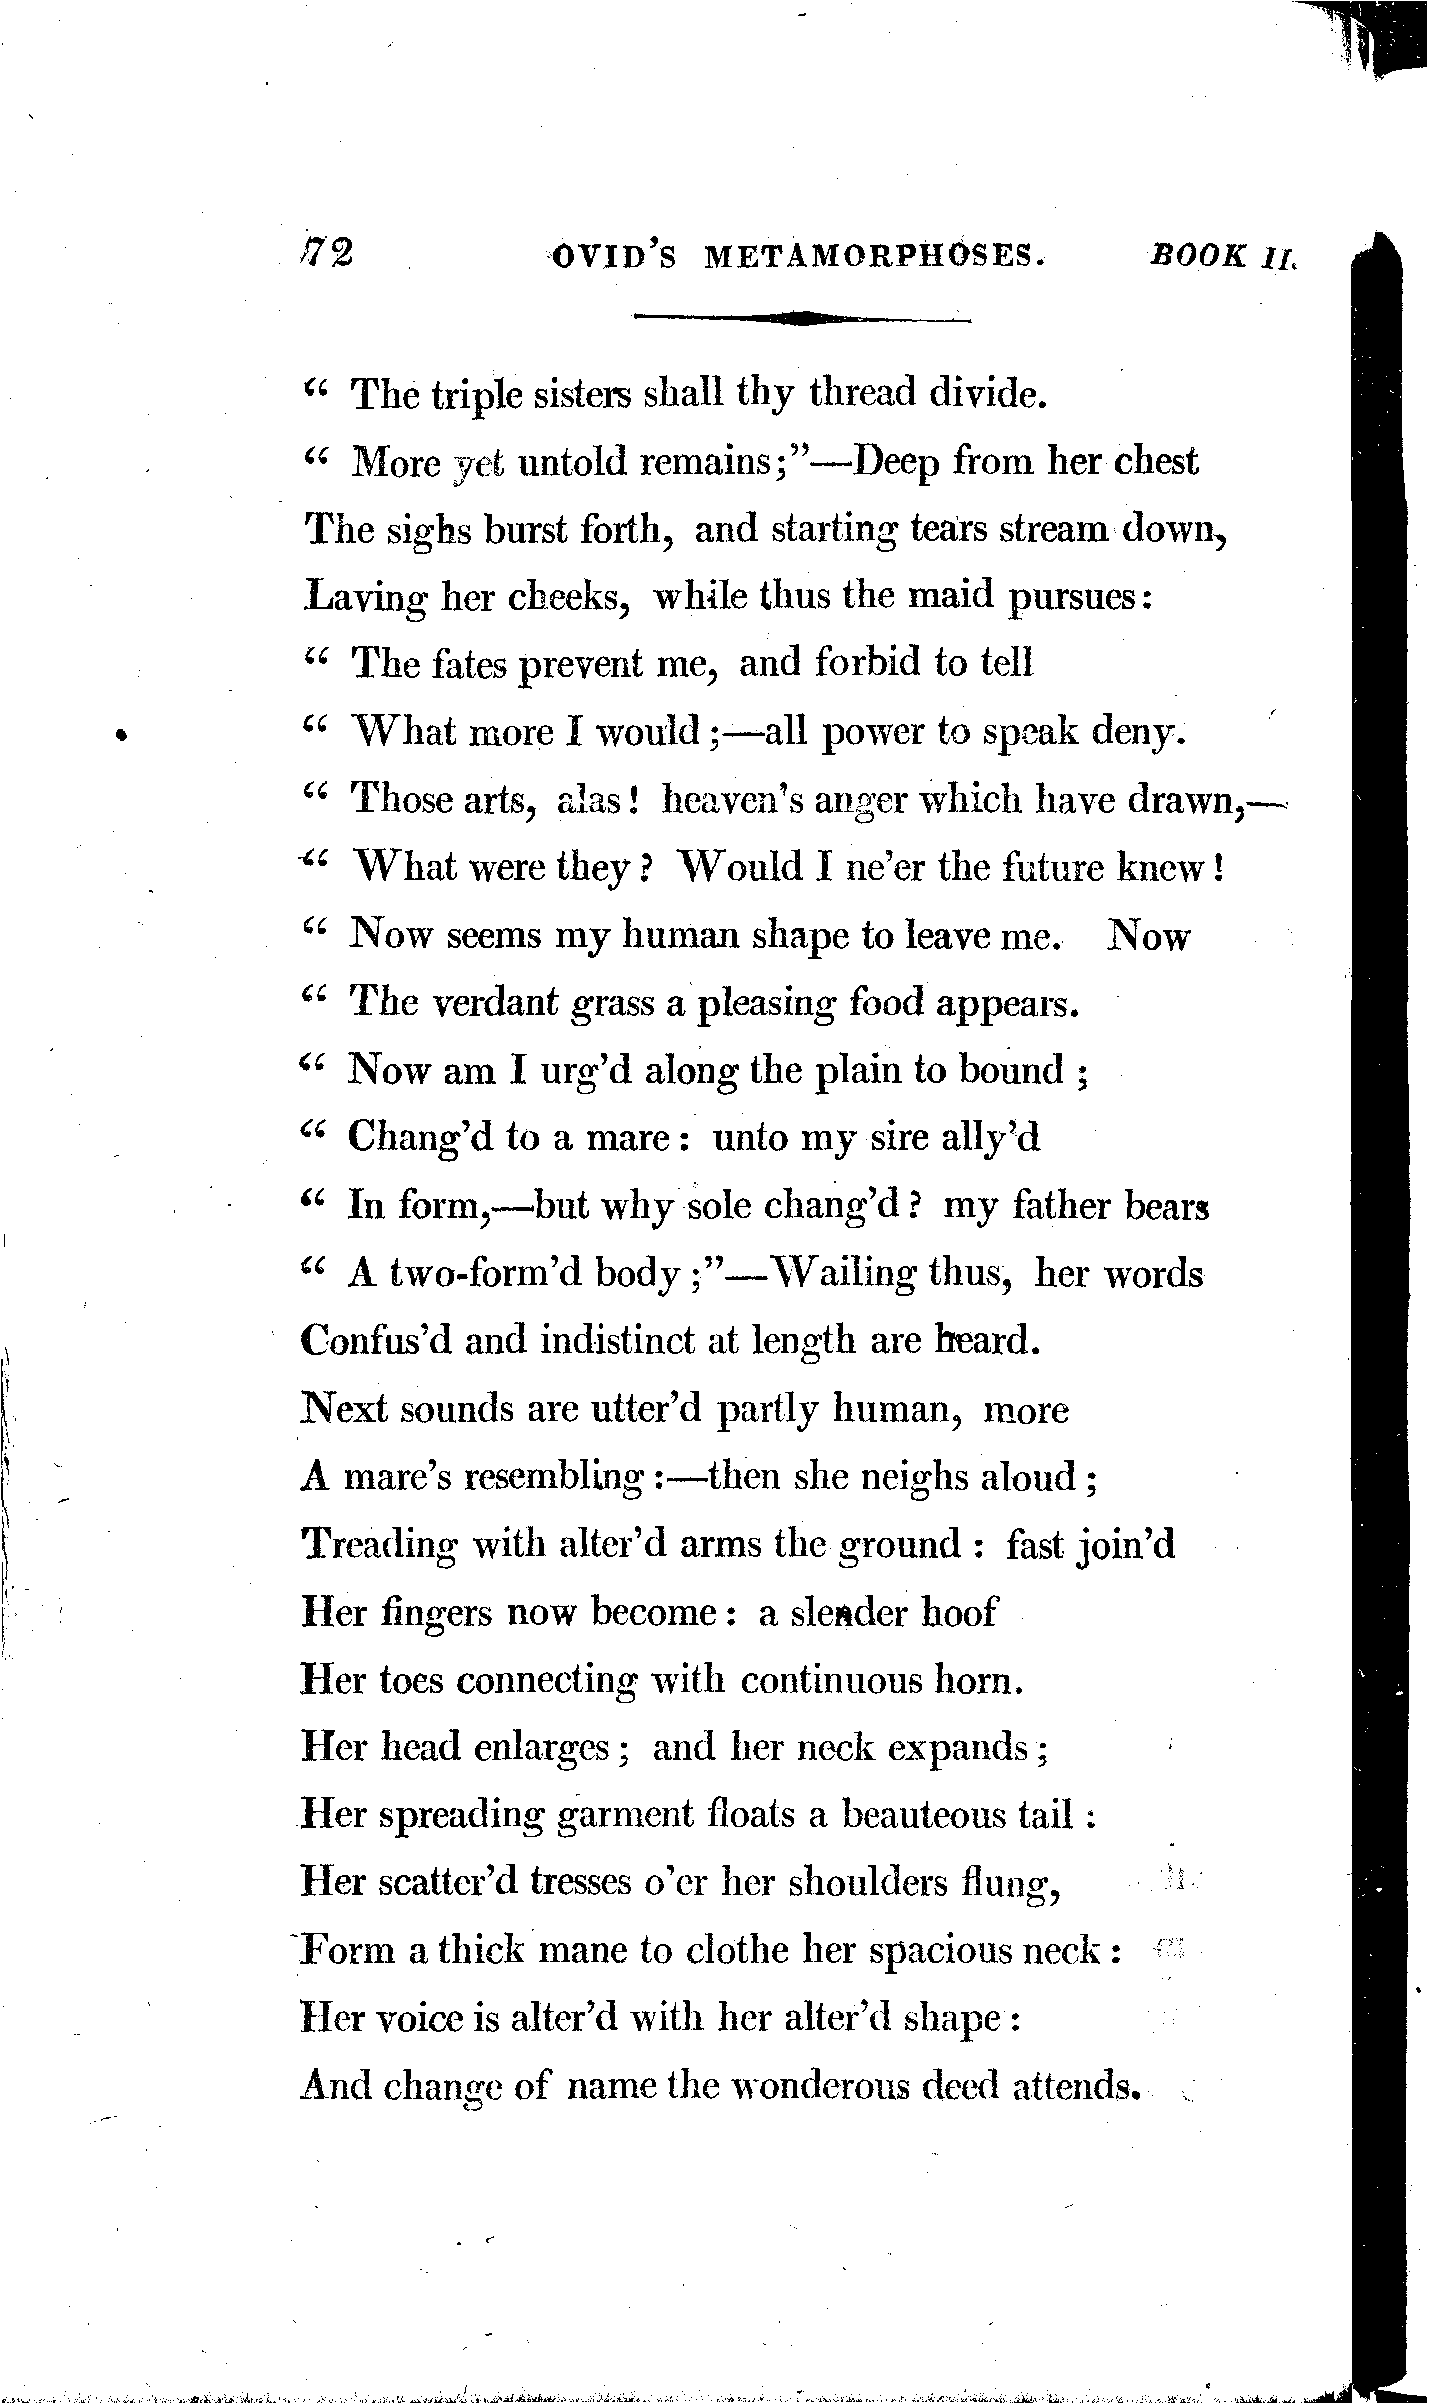 72 OVID'S METAMORPHOSES. BOOK II.
“ The triple sisters shall thy thread divide.
“ More yet untold remains;”—Deep from her chest
The sighs burst forth, and starting tears stream down,
Laving her cheeks, while thus the maid pursues:
“ The fates prevent me, and forbid to tell
“ What more I would;—all power to speak deny.
“ Those arts, alas! heaven's anger which have drawn,—
“ What were they? Would I ne'er the future knew!
“ Now seems my human shape to leave me. Now
“ The verdant grass a pleasing food appears.
“ Now am I urg'd along the plain to bound;
“ Chang'd to a mare: unto my sire ally'd
“ In form,—but why sole chang'd? my father bears
“ A two-form'd body;”—Wailing thus, her words
Confus'd and indistinct at length are heard.
Next sounds are utter'd partly human, more
A mare's resembling:—then she neighs aloud;
Treading with alter'd arms the ground: fast join'd
Her fingers now become: a slender hoof
Her toes connecting with continuous horn.
Her head enlarges; and her neck expands;
Her spreading garment floats a beauteous tail:
Her scatter'd tresses o'er her shoulders flung,
Form a thick mane to clothe her spacious neck:
Her voice is alter'd with her alter'd shape:
And change of name the wonderous deed attends.